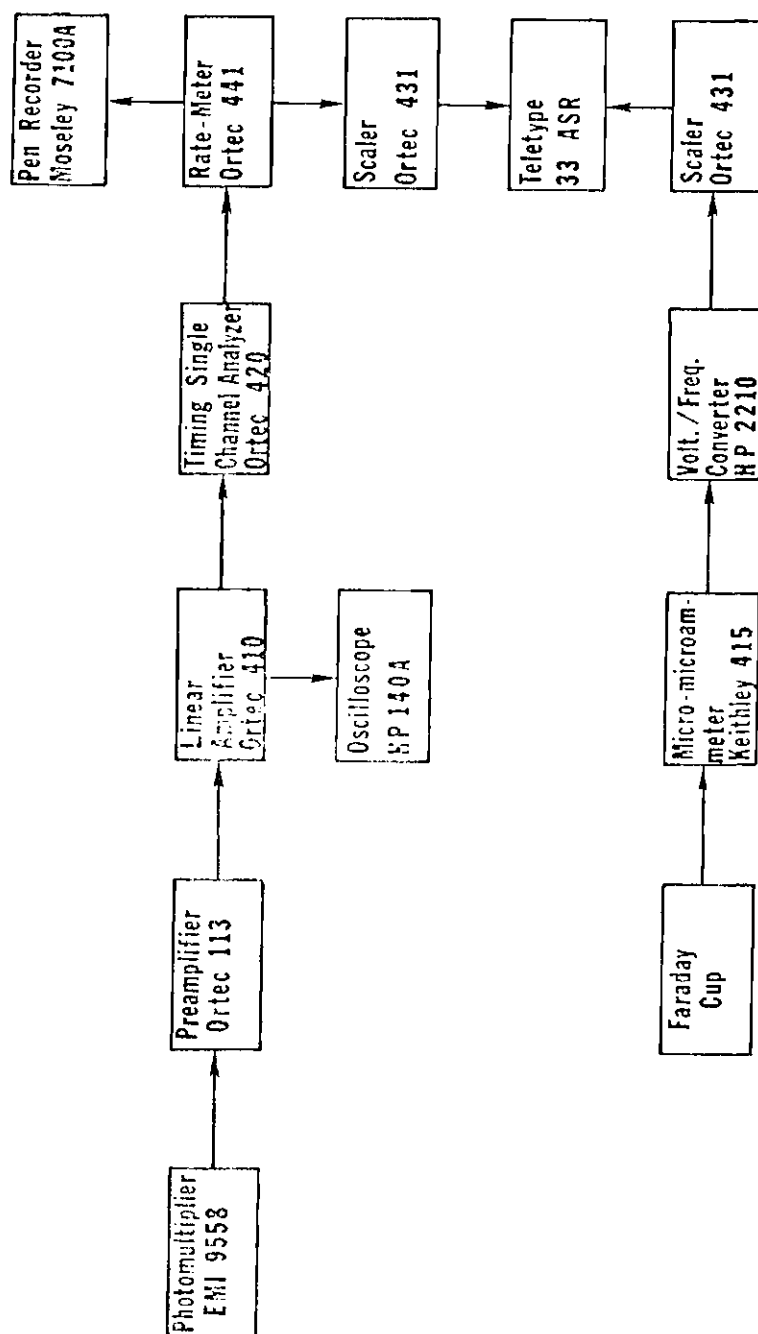 Photomultiplier
EMI 9558
Preamplifier
Ortec 113
Linear
Amplifier
Ortec 410
Oscilloscope
HP 140A
Timing Single
Channel Analyzer
Ortec 420
Rate-Meter
Ortec 441
Pen Recorder
Moseley 7100A
Scaler
Ortec 431
Teletype
33 ASR
Faraday
Cup
Micro-microam-
meter
Keithley 415
Volt./Freq.
Converter
HP 2210
Scaler
Ortec 431